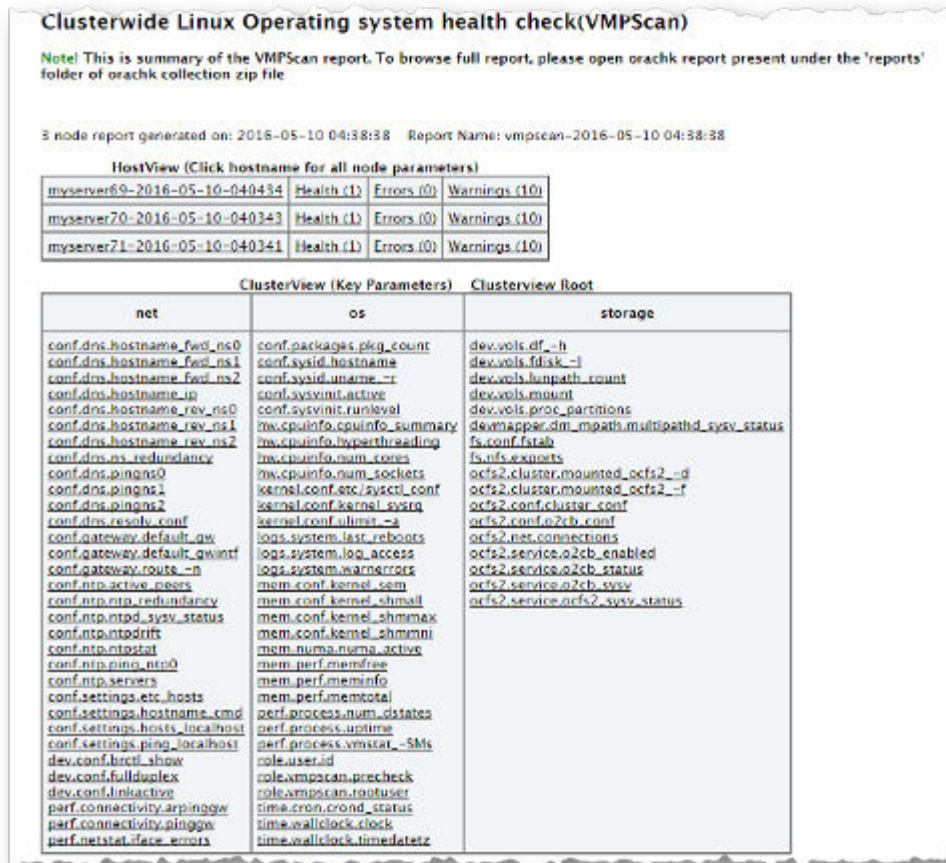 Clusterwide Linux Operating system health check(VMPScan)
Note! This is summary of the VMPScan report. To browse full report, please open orachk report present under the 'reports'
folder of orachk collection zip file
3 node report generated on: 2016-05-10 04:38:38 Report Name: vmpscan-2016-05-10 04:38:38
HostView (Click hostname for all node parameters)
myserver69-2016-05-10-040434 Health (1) Errors (0) Warnings (10)
myserver70-2016-05-10-040343 Health (1) Errors (0) Warnings (10)
myserver71-2016-05-10-040341 Health (1) Errors (0) Warnings (10)
ClusterView (Key Parameters) Clusterview Root
net os storage
conf.dns.hostname_fwd_ns0 conf.packages.pkg_count dev.vols.df_-h
conf.dns.hostname_fwd_ns1 conf.sysid.hostname dev.vols.fdisk_-l
conf.dns.hostname_fwd_ns2 conf.sysid.uname_-r dev.vols.lunpath_count
conf.dns.hostname_ip conf.sysvinit.active dev.vols.mount
conf.dns.hostname_rev_ns0 conf.sysvinit.runlevel dev.vols.proc_partitions
conf.dns.hostname_rev_ns1 hw.cpuinfo.cpuinfo_summary devmapper.dm_mpath.multipathd_sysv_status
conf.dns.hostname_rev_ns2 hw.cpuinfo.hyperthreading fs.conf.fstab
conf.dns.ns_redundancy hw.cpuinfo.num_cores fs.nfs.exports
conf.dns.pingns0 hw.cpuinfo.num_sockets ocfs2.cluster.mounted_ocfs2_-d
conf.dns.pingns1 kernel.conf.etc/sysctl_conf ocfs2.cluster.mounted_ocfs2_-f
conf.dns.pingns2 kernel.conf.kernel_sysrq ocfs2.conf.cluster_conf
conf.dns.resolv_conf kernel.conf.ulimit_-a ocfs2.conf.o2cb_conf
conf.gateway.default_gw logs.system.last_reboots ocfs2.net.connections
conf.gateway.default_gwintf logs.system.log_access ocfs2.service.o2cb_enabled
conf.gateway.route_-n logs.system.warnerrors ocfs2.service.o2cb_status
conf.ntp.active_peers mem.conf.kernel_sem ocfs2.service.o2cb_sysv
conf.ntp.ntp_redundancy mem.conf.kernel_shmall ocfs2.service.ocfs2_sysv_status
conf.ntp.ntpd_sysv_status mem.conf.kernel_shmmax
conf.ntp.ntpdrift mem.conf.kernel_shmmni
conf.ntp.ntpstat mem.numa.numa_active
conf.ntp.ping_ntp0 mem.perf.memfree
conf.ntp.servers mem.perf.meminfo
conf.settings.etc_hosts mem.perf.memtotal
conf.settings.hostname_cmd perf.process.num_dstates
conf.settings.hosts_localhost perf.process.uptime
conf.settings.ping_localhost perf.process.vmstat_-SMs
dev.conf.brctl_show role.user.id
dev.conf.fullduplex role.vmpscan.precheck
dev.conf.linkactive role.vmpscan.rootuser
perf.connectivity.arpinggw time.cron.crond_status
perf.connectivity.pinggw time.wallclock.clock
perf.netstat.iface_errors time.wallclock.timedatetz